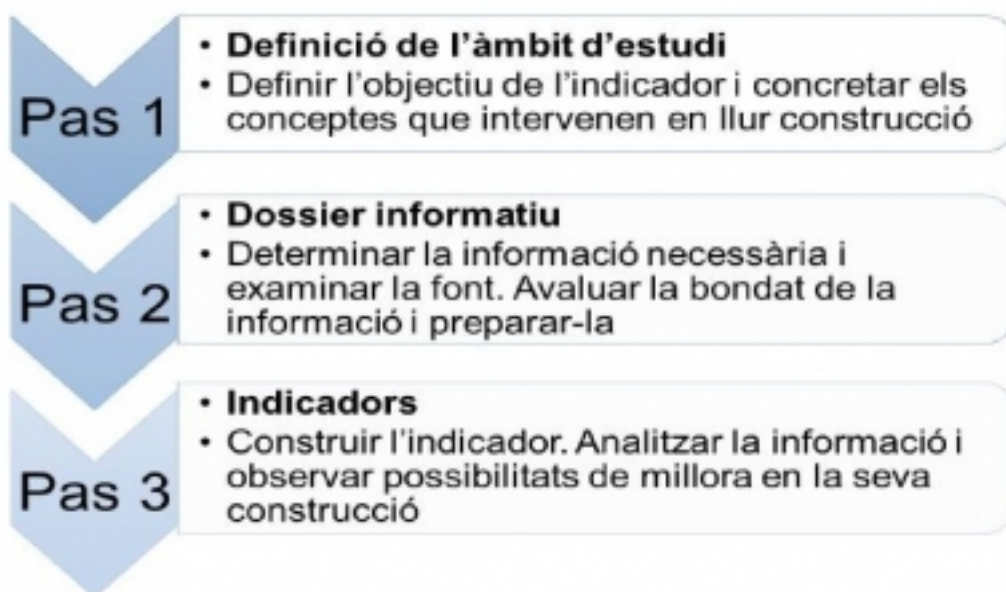 Pas 1
• Definició de l'àmbit d'estudi
• Definir l'objectiu de l'indicador i concretar els
conceptes que intervenen en llur construcció
Pas 2
• Dossier informatiu
• Determinar la informació necessària i
examinar la font. Avaluar la bondat de la
informació i preparar-la
Pas 3
• Indicadors
• Construir l'indicador. Analitzar la informació i
observar possibilitats de millora en la seva
construcció